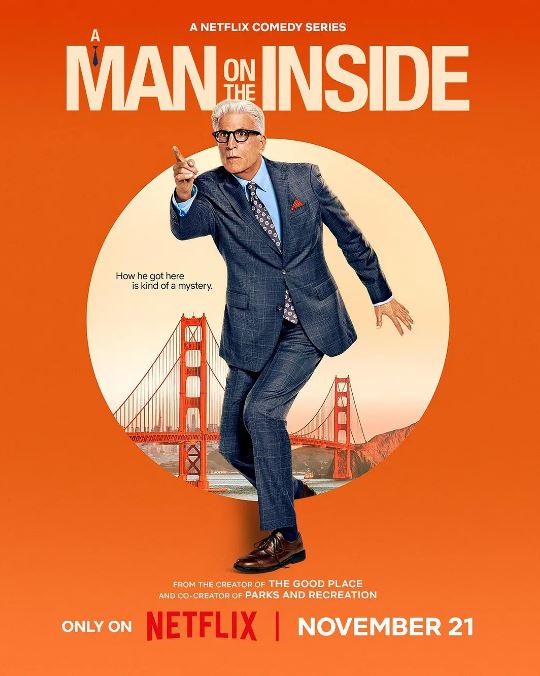 A NETFLIX COMEDY SERIES
A
MAN ON THE INSIDE
How he got here
is kind of a mystery.
FROM THE CREATOR OF THE GOOD PLACE
AND CO-CREATOR OF PARKS AND RECREATION
ONLY ON NETFLIX | NOVEMBER 21